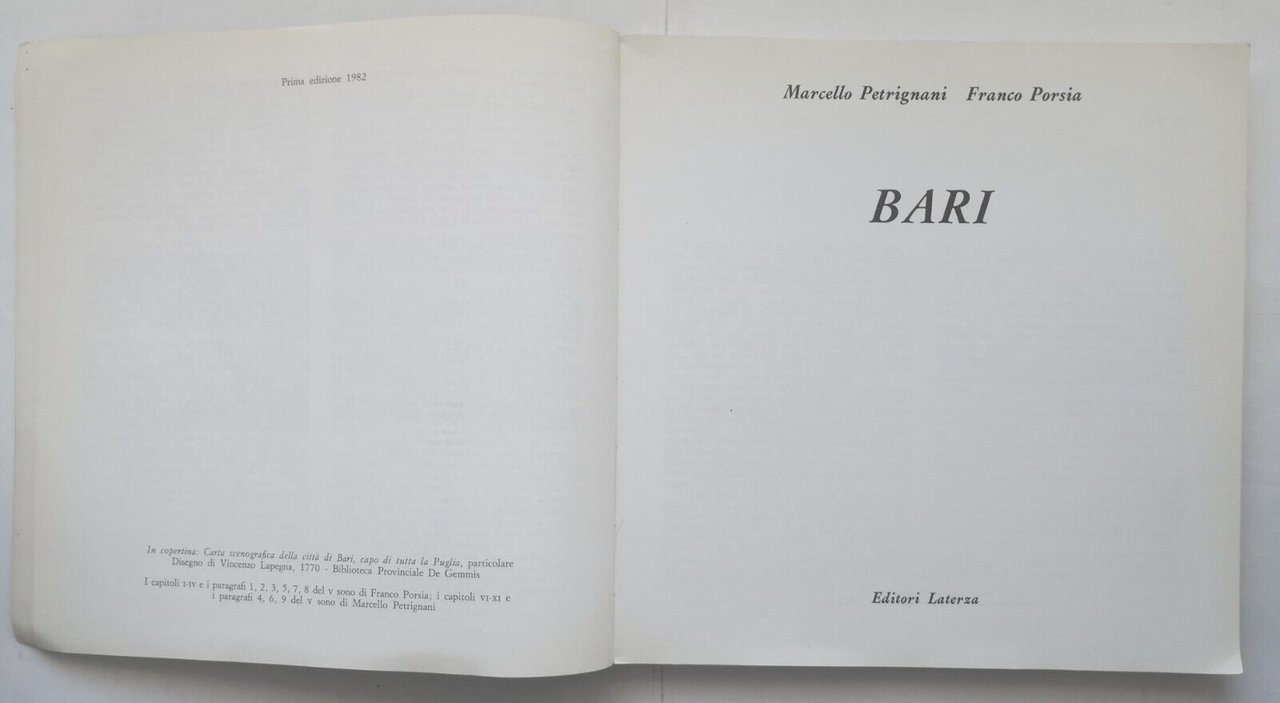 Prima edizione 1982
In copertina: Carta scenografica della città di Bari, capo di tutta la Puglia, particolare
Disegno di Vincenzo Lapegna, 1770 - Biblioteca Provinciale De Gemmis
I capitoli I-IV e i paragrafi 1, 2, 3, 5, 7, 8 del V sono di Franco Porsia; i capitoli VI-XI e
i paragrafi 4, 6, 9 del V sono di Marcello Petrignani
Marcello Petrignani Franco Porsia
BARI
Editori Laterza